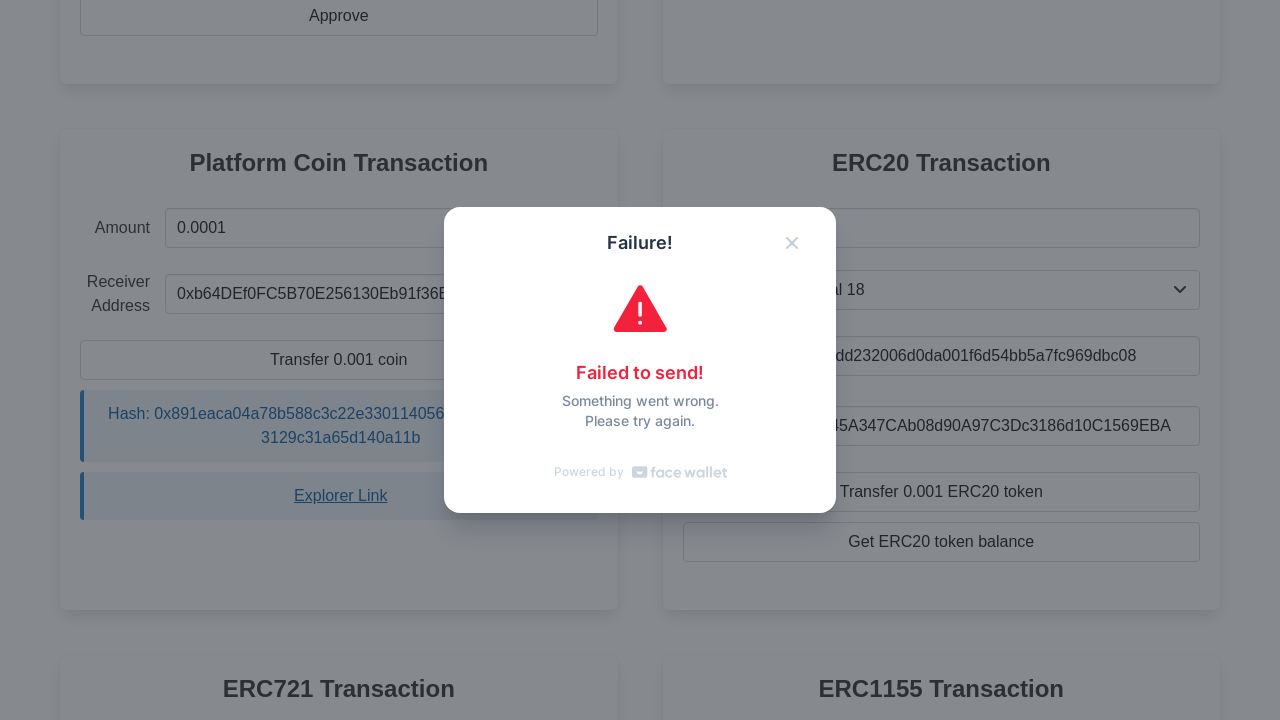 Approve
Platform Coin Transaction
Amount
0.0001
Receiver
Address
0xb64DEf0FC5B70E256130Eb91f36
Transfer 0.001 coin
Hash: 0x891eaca04a78b588c3c22e330114056
3129c31a65d140a11b
Explorer Link
ERC20 Transaction
al 18
dd232006d0da001f6d54bb5a7fc969dbc08
45A347CAb08d90A97C3Dc3186d10C1569EBA
Transfer 0.001 ERC20 token
Get ERC20 token balance
Failure!
Failed to send!
Something went wrong.
Please try again.
Powered by face wallet
ERC721 Transaction
ERC1155 Transaction